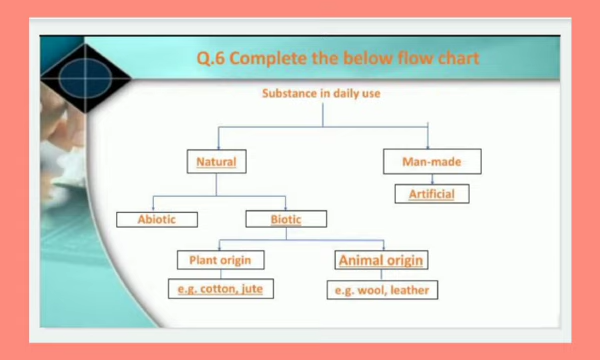 Q.6 Complete the below flow chart
Substance in daily use
Natural
Man-made
Artificial
Abiotic
Biotic
Plant origin
Animal origin
e.g. cotton, jute
e.g. wool, leather